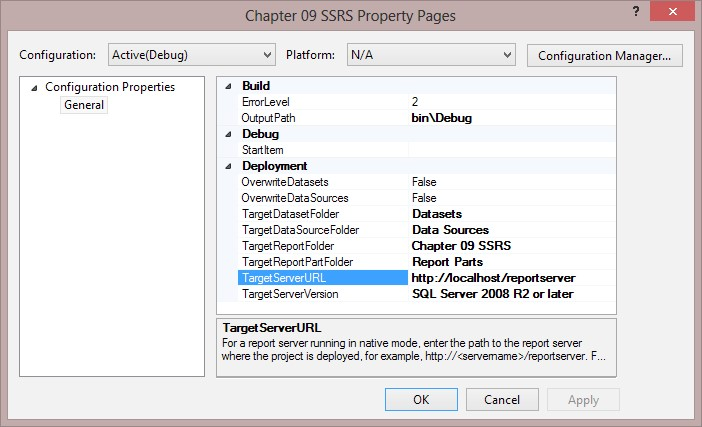 Chapter 09 SSRS Property Pages
?
Configuration: Active(Debug) Platform: N/A Configuration Manager...
Configuration Properties
General
Build
ErrorLevel 2
OutputPath bin\Debug
Debug
StartItem
Deployment
OverwriteDatasets False
OverwriteDataSources False
TargetDatasetFolder Datasets
TargetDataSourceFolder Data Sources
TargetReportFolder Chapter 09 SSRS
TargetReportPartFolder Report Parts
TargetServerURL http://localhost/reportserver
TargetServerVersion SQL Server 2008 R2 or later
TargetServerURL
For a report server running in native mode, enter the path to the report server
where the project is deployed, for example, http://<servername>/reportserver. F...
OK Cancel Apply